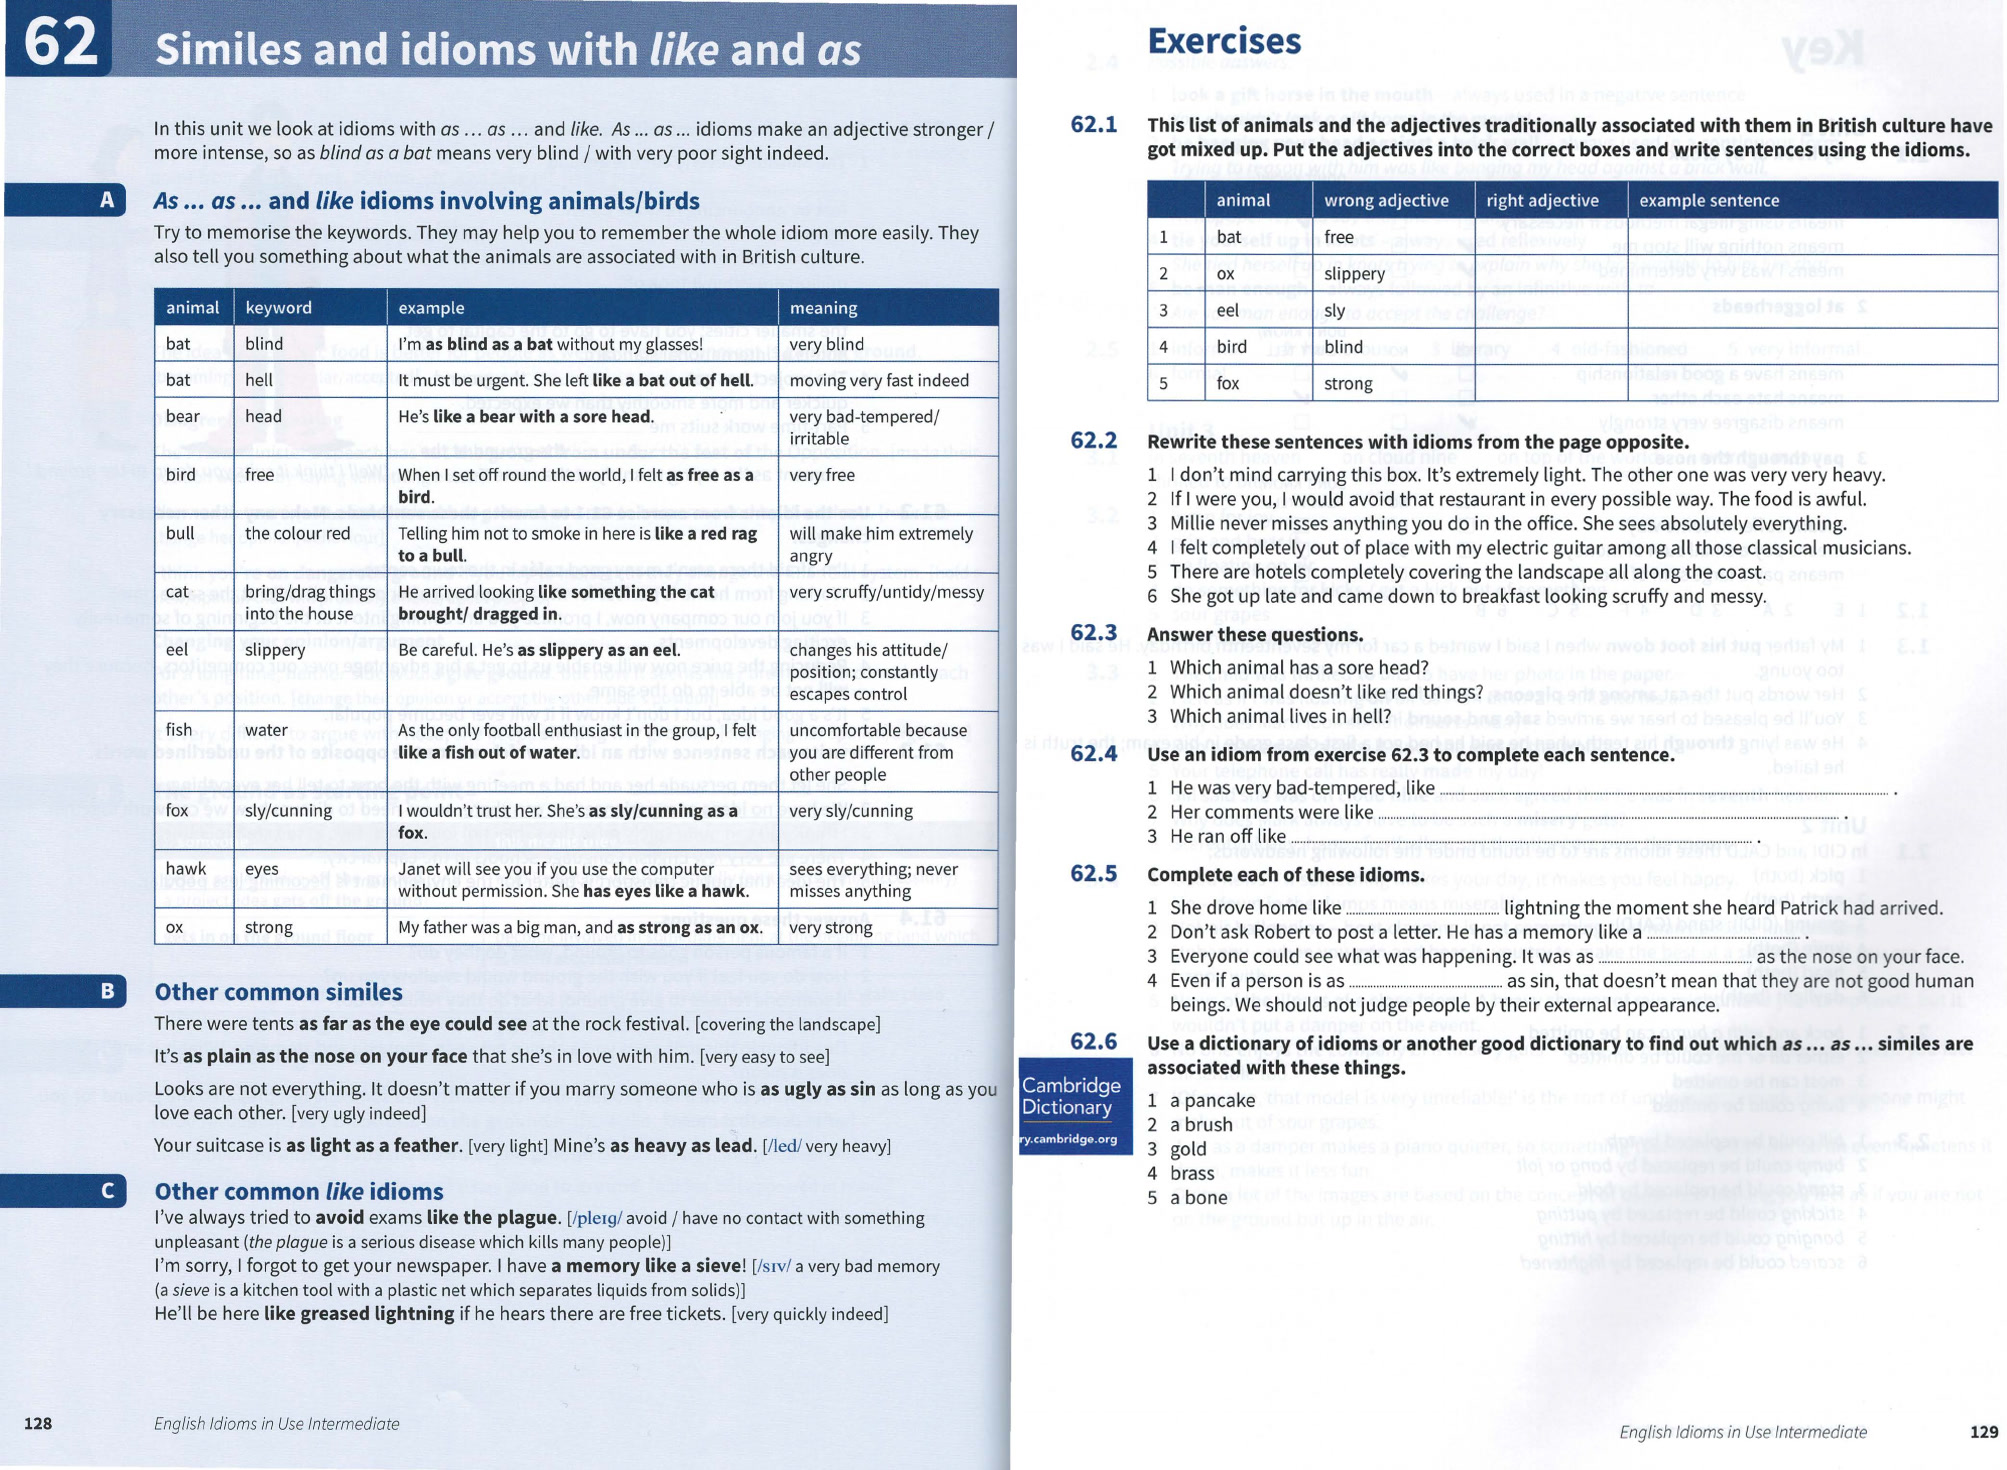 62
Similes and idioms with like and as
In this unit we look at idioms with as … as … and like. As … as … idioms make an adjective stronger /
more intense, so as blind as a bat means very blind / with very poor sight indeed.
A
As … as … and like idioms involving animals/birds
Try to memorise the keywords. They may help you to remember the whole idiom more easily. They
also tell you something about what the animals are associated with in British culture.
animal keyword example meaning
bat blind I'm as blind as a bat without my glasses! very blind
bat hell It must be urgent. She left like a bat out of hell. moving very fast indeed
bear head He's like a bear with a sore head. very bad-tempered/
irritable
bird free When I set off round the world, I felt as free as a very free
bird.
bull the colour red Telling him not to smoke in here is like a red rag will make him extremely
to a bull. angry
cat bring/drag things He arrived looking like something the cat very scruffy/untidy/messy
into the house brought/ dragged in.
eel slippery Be careful. He's as slippery as an eel. changes his attitude/
position; constantly
escapes control
fish water As the only football enthusiast in the group, I felt uncomfortable because
like a fish out of water. you are different from
other people
fox sly/cunning I wouldn't trust her. She's as sly/cunning as a very sly/cunning
fox.
hawk eyes Janet will see you if you use the computer sees everything; never
without permission. She has eyes like a hawk. misses anything
ox strong My father was a big man, and as strong as an ox. very strong
B
Other common similes
There were tents as far as the eye could see at the rock festival. [covering the landscape]
It's as plain as the nose on your face that she's in love with him. [very easy to see]
Looks are not everything. It doesn't matter if you marry someone who is as ugly as sin as long as you
love each other. [very ugly indeed]
Your suitcase is as light as a feather. [very light] Mine's as heavy as lead. [/led/ very heavy]
C
Other common like idioms
I've always tried to avoid exams like the plague. [/pleɪg/ avoid / have no contact with something
unpleasant (the plague is a serious disease which kills many people)]
I'm sorry, I forgot to get your newspaper. I have a memory like a sieve! [/sɪv/ a very bad memory
(a sieve is a kitchen tool with a plastic net which separates liquids from solids)]
He'll be here like greased lightning if he hears there are free tickets. [very quickly indeed]
128 English Idioms in Use Intermediate
Exercises
62.1 This list of animals and the adjectives traditionally associated with them in British culture have
got mixed up. Put the adjectives into the correct boxes and write sentences using the idioms.
animal wrong adjective right adjective example sentence
1 bat free
2 ox slippery
3 eel sly
4 bird blind
5 fox strong
62.2 Rewrite these sentences with idioms from the page opposite.
1 I don't mind carrying this box. It's extremely light. The other one was very very heavy.
2 If I were you, I would avoid that restaurant in every possible way. The food is awful.
3 Millie never misses anything you do in the office. She sees absolutely everything.
4 I felt completely out of place with my electric guitar among all those classical musicians.
5 There are hotels completely covering the landscape all along the coast.
6 She got up late and came down to breakfast looking scruffy and messy.
62.3 Answer these questions.
1 Which animal has a sore head?
2 Which animal doesn't like red things?
3 Which animal lives in hell?
62.4 Use an idiom from exercise 62.3 to complete each sentence.
1 He was very bad-tempered, like .
2 Her comments were like .
3 He ran off like .
62.5 Complete each of these idioms.
1 She drove home like lightning the moment she heard Patrick had arrived.
2 Don't ask Robert to post a letter. He has a memory like a .
3 Everyone could see what was happening. It was as as the nose on your face.
4 Even if a person is as as sin, that doesn't mean that they are not good human
beings. We should not judge people by their external appearance.
62.6 Use a dictionary of idioms or another good dictionary to find out which as … as … similes are
associated with these things.
Cambridge
Dictionary
ry.cambridge.org
1 a pancake
2 a brush
3 gold
4 brass
5 a bone
English Idioms in Use Intermediate 129